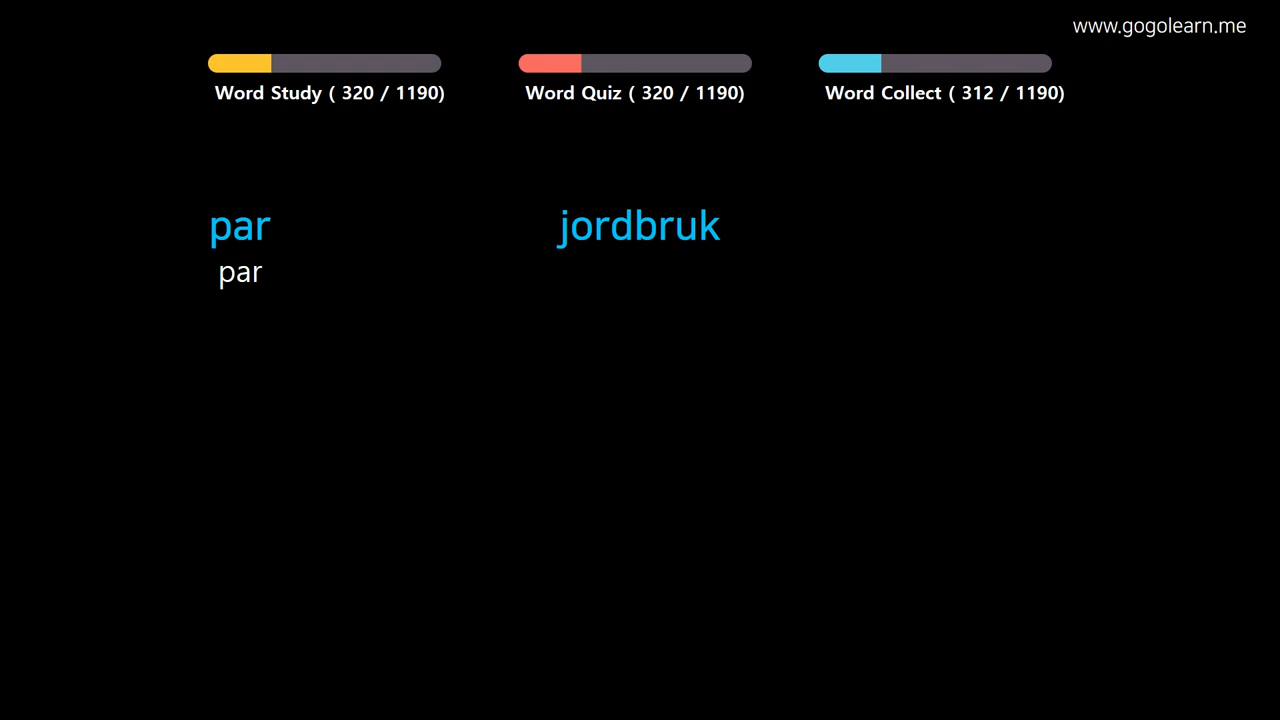 www.gogolearn.me
Word Study ( 320 / 1190)
Word Quiz ( 320 / 1190)
Word Collect ( 312 / 1190)
par
jordbruk
par